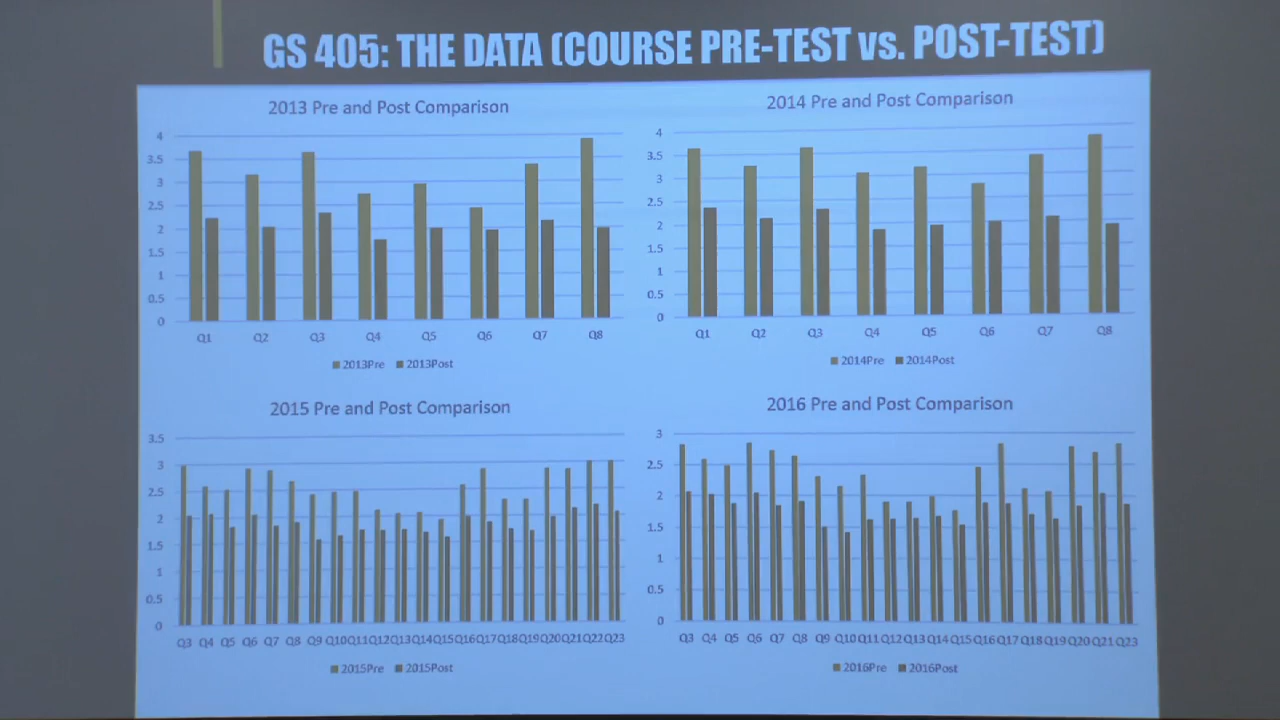 GS 405: THE DATA (COURSE PRE-TEST vs. POST-TEST)
2013 Pre and Post Comparison
4
3.5
3
2.5
2
1.5
1
0.5
0
Q1 Q2 Q3 Q4 Q5 Q6 Q7 Q8
2013Pre 2013Post
2014 Pre and Post Comparison
4
3.5
3
2.5
2
1.5
1
0.5
0
Q1 Q2 Q3 Q4 Q5 Q6 Q7 Q8
2014Pre 2014Post
2015 Pre and Post Comparison
3.5
3
2.5
2
1.5
1
0.5
0
Q3 Q4 Q5 Q6 Q7 Q8 Q9 Q10 Q11 Q12 Q13 Q14 Q15 Q16 Q17 Q18 Q19 Q20 Q21 Q22 Q23
2015Pre 2015Post
2016 Pre and Post Comparison
3
2.5
2
1.5
1
0.5
0
Q3 Q4 Q5 Q6 Q7 Q8 Q9 Q10 Q11 Q12 Q13 Q14 Q15 Q16 Q17 Q18 Q19 Q20 Q21 Q23
2016Pre 2016Post